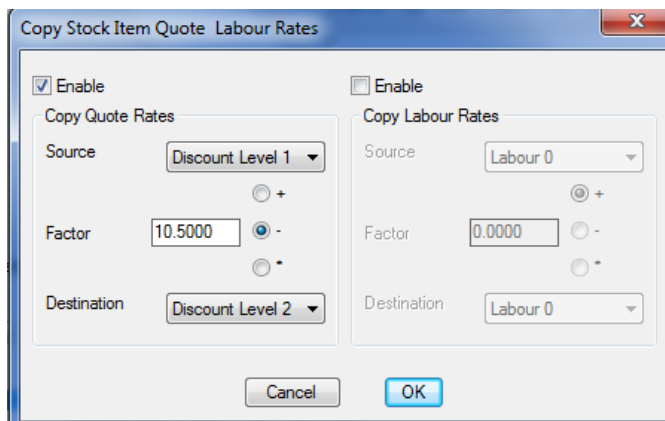 Copy Stock Item Quote Labour Rates
Enable
Copy Quote Rates
Source
Discount Level 1
+
Factor
10.5000
-
*
Destination
Discount Level 2
Enable
Copy Labour Rates
Source
Labour 0
+
Factor
0.0000
-
*
Destination
Labour 0
Cancel
OK